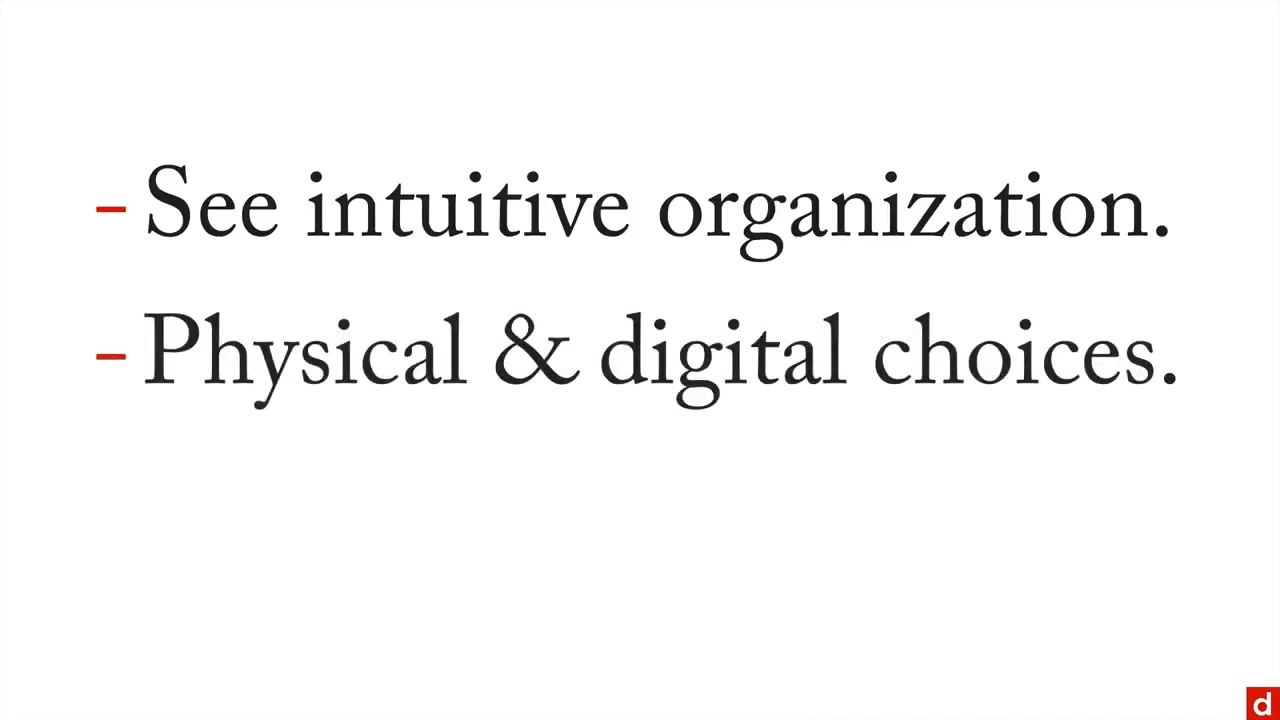 - See intuitive organization.
- Physical & digital choices.
d